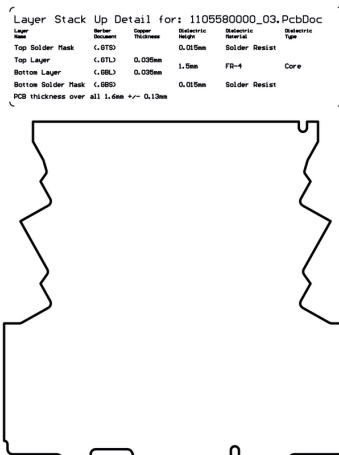 Layer Stack Up Detail for: 1105580000_03.PcbDoc
Layer Name Gerber Document Copper Thickness Dielectric Height Dielectric Material Dielectric Type
Top Solder Mask (.GTS) 0.015mm Solder Resist
Top Layer (.GTL) 0.035mm
1.5mm FR-4 Core
Bottom Layer (.GBL) 0.035mm
Bottom Solder Mask (.GBS) 0.015mm Solder Resist
PCB thickness over all 1.6mm +/- 0.13mm